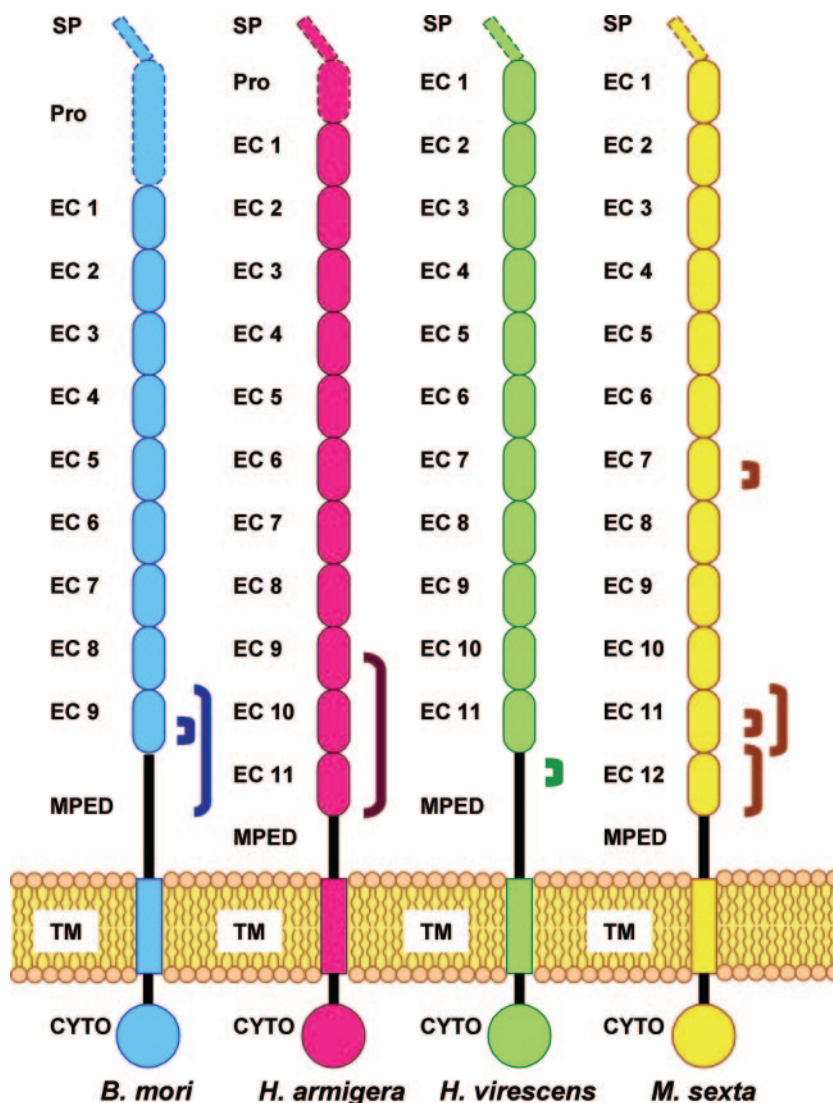 SP
Pro
EC 1
EC 2
EC 3
EC 4
EC 5
EC 6
EC 7
EC 8
EC 9
MPED
TM
CYTO
B. mori
SP
Pro
EC 1
EC 2
EC 3
EC 4
EC 5
EC 6
EC 7
EC 8
EC 9
EC 10
EC 11
MPED
TM
CYTO
H. armigera
SP
EC 1
EC 2
EC 3
EC 4
EC 5
EC 6
EC 7
EC 8
EC 9
EC 10
EC 11
MPED
TM
CYTO
H. virescens
SP
EC 1
EC 2
EC 3
EC 4
EC 5
EC 6
EC 7
EC 8
EC 9
EC 10
EC 11
EC 12
MPED
TM
CYTO
M. sexta